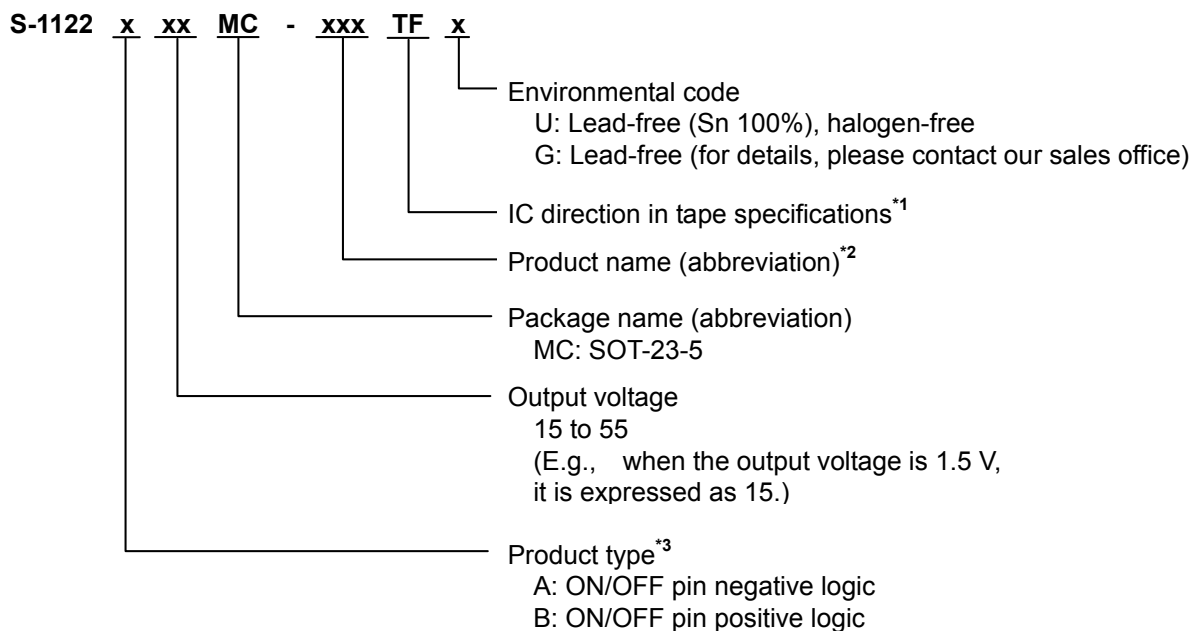 S-1122 x xx MC - xxx TF x
Environmental code
U: Lead-free (Sn 100%), halogen-free
G: Lead-free (for details, please contact our sales office)
IC direction in tape specifications*1
Product name (abbreviation)*2
Package name (abbreviation)
MC: SOT-23-5
Output voltage
15 to 55
(E.g., when the output voltage is 1.5 V,
it is expressed as 15.)
Product type*3
A: ON/OFF pin negative logic
B: ON/OFF pin positive logic